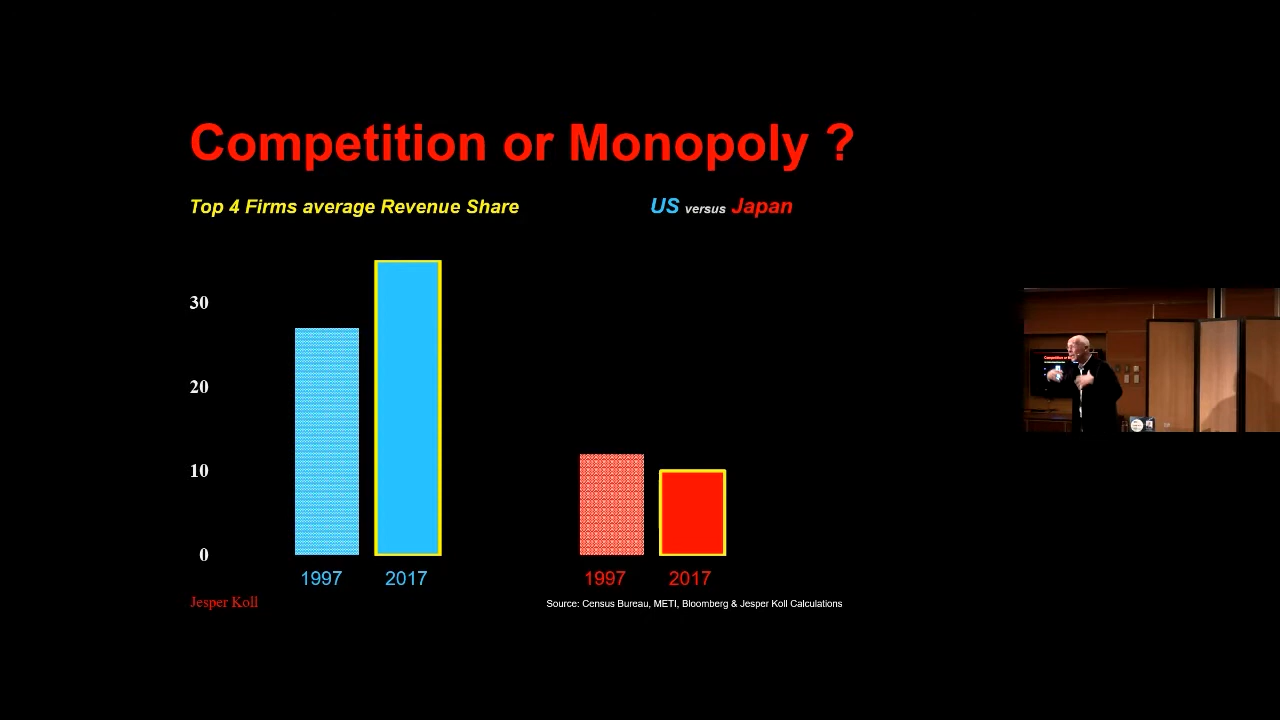 Competition or Monopoly ?
Top 4 Firms average Revenue Share
US versus Japan
30
20
10
0
1997 2017 1997 2017
Jesper Koll
Source: Census Bureau, METI, Bloomberg & Jesper Koll Calculations